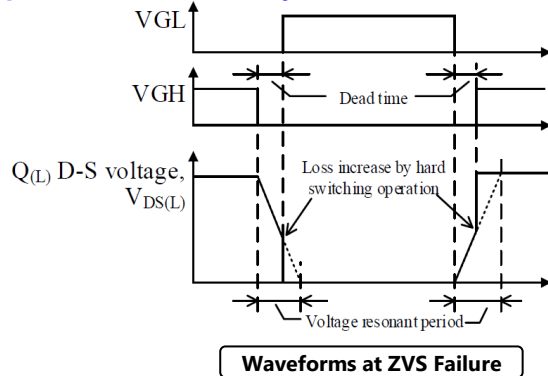 VGL
VGH
Dead time
Q(L) D-S voltage,
VDS(L)
Loss increase by hard
switching operation
Voltage resonant period
Waveforms at ZVS Failure